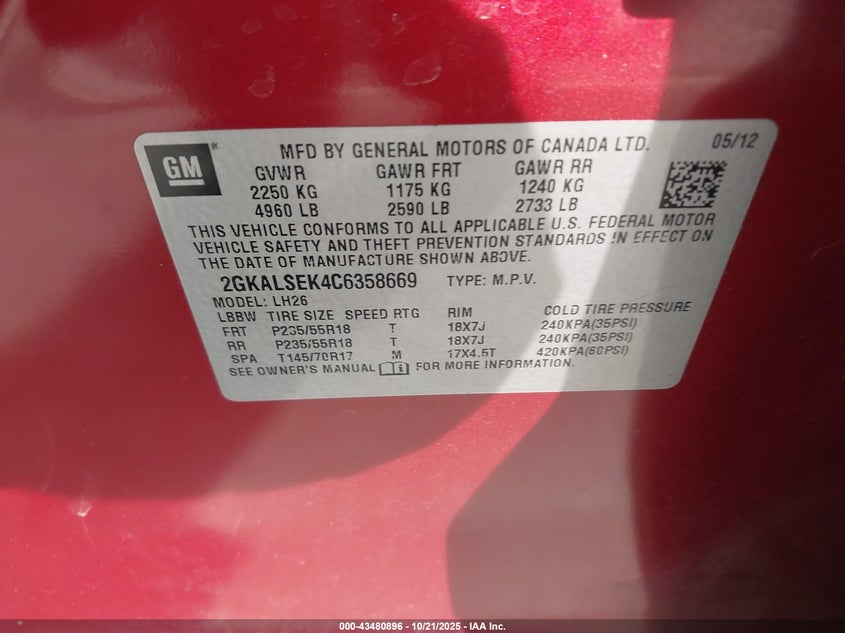 GM ® MFD BY GENERAL MOTORS OF CANADA LTD. 05/12
GVWR GAWR FRT GAWR RR
2250 KG 1175 KG 1240 KG
4960 LB 2590 LB 2733 LB
THIS VEHICLE CONFORMS TO ALL APPLICABLE U.S. FEDERAL MOTOR
VEHICLE SAFETY AND THEFT PREVENTION STANDARDS IN EFFECT ON
THE DATE OF MANUFACTURE SHOWN ABOVE.
2GKALSEK4C6358669 TYPE: M.P.V.
MODEL: LH26
LBBW TIRE SIZE SPEED RTG RIM COLD TIRE PRESSURE
FRT P235/55R18 T 18X7J 240KPA(35PSI)
RR P235/55R18 T 18X7J 240KPA(35PSI)
SPA T145/70R17 M 17X4.5T 420KPA(60PSI)
SEE OWNER'S MANUAL FOR MORE INFORMATION.
000-43480896 - 10/21/2025 - IAA Inc.